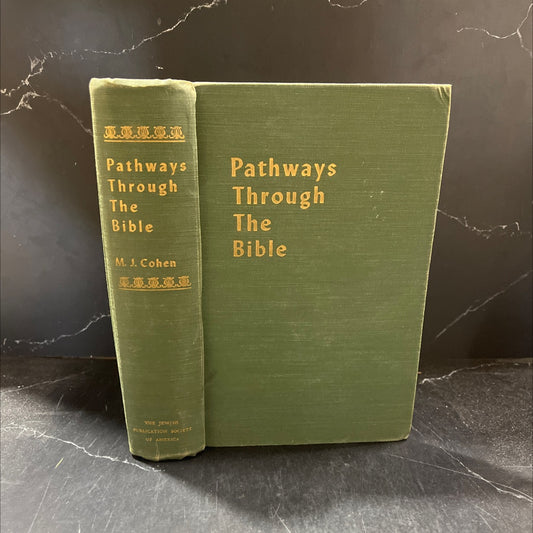 Pathways
Through
The
Bible
M. J. Cohen
THE JEWISH
PUBLICATION SOCIETY
OF AMERICA
Pathways
Through
The
Bible